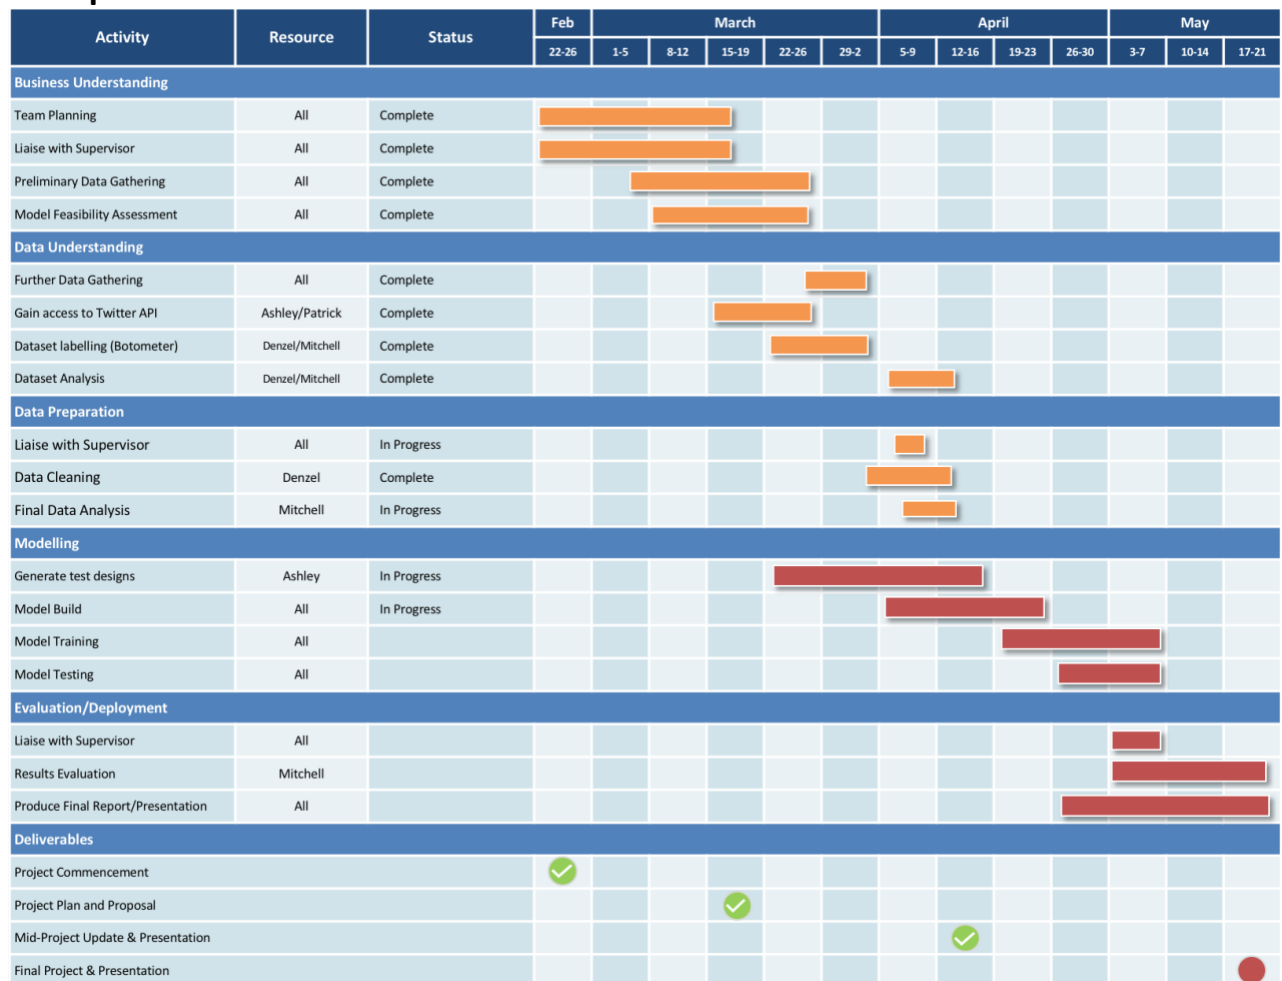 Activity Resource Status Feb March April May
22-26 1-5 8-12 15-19 22-26 29-2 5-9 12-16 19-23 26-30 3-7 10-14 17-21
Business Understanding
Team Planning All Complete
Liaise with Supervisor All Complete
Preliminary Data Gathering All Complete
Model Feasibility Assessment All Complete
Data Understanding
Further Data Gathering All Complete
Gain access to Twitter API Ashley/Patrick Complete
Dataset labelling (Botometer) Denzel/Mitchell Complete
Dataset Analysis Denzel/Mitchell Complete
Data Preparation
Liaise with Supervisor All In Progress
Data Cleaning Denzel Complete
Final Data Analysis Mitchell In Progress
Modelling
Generate test designs Ashley In Progress
Model Build All In Progress
Model Training All
Model Testing All
Evaluation/Deployment
Liaise with Supervisor All
Results Evaluation Mitchell
Produce Final Report/Presentation All
Deliverables
Project Commencement
Project Plan and Proposal
Mid-Project Update & Presentation
Final Project & Presentation